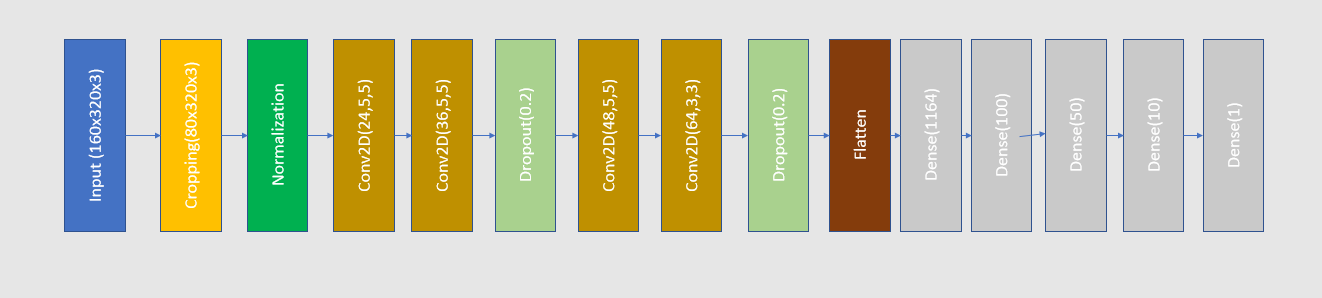 Input (160x320x3)
Cropping(80x320x3)
Normalization
Conv2D(24,5,5)
Conv2D(36,5,5)
Dropout(0.2)
Conv2D(48,5,5)
Conv2D(64,3,3)
Dropout(0.2)
Flatten
Dense(1164)
Dense(100)
Dense(50)
Dense(10)
Dense(1)